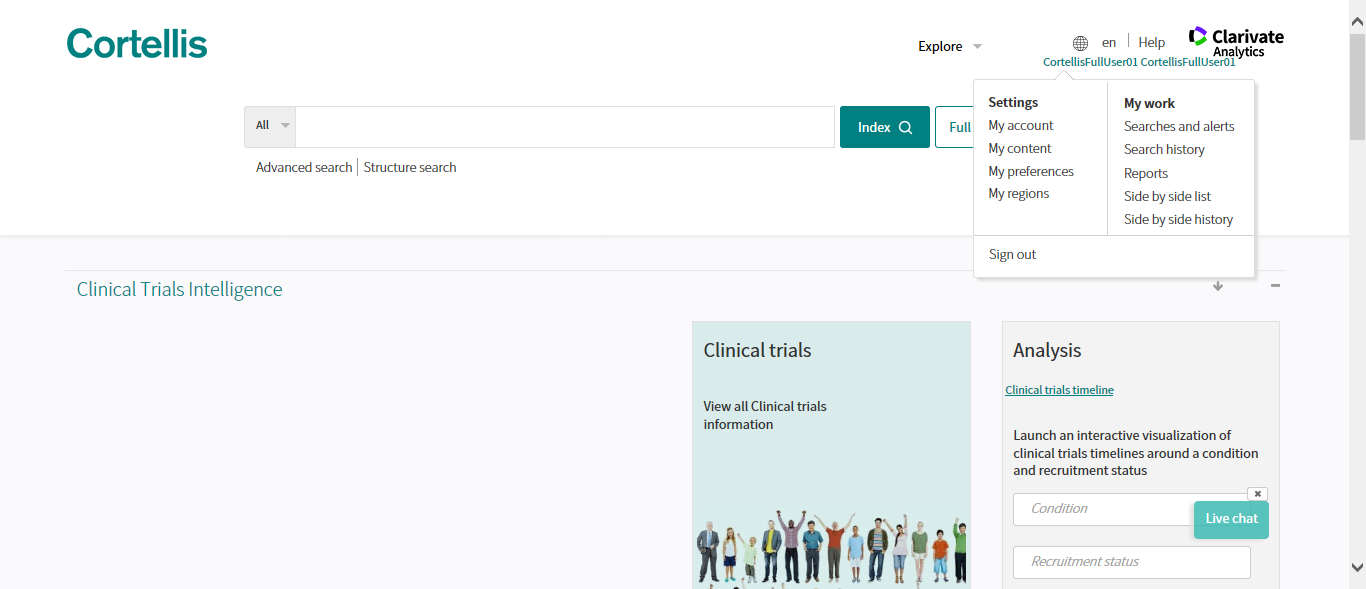 Cortellis
Explore
en
Help
Clarivate
Analytics
CortellisFullUser01 CortellisFullUser01
All
Index
Full
Advanced search
Structure search
Settings
My account
My content
My preferences
My regions
My work
Searches and alerts
Search history
Reports
Side by side list
Side by side history
Sign out
Clinical Trials Intelligence
Clinical trials
View all Clinical trials
information
Analysis
Clinical trials timeline
Launch an interactive visualization of
clinical trials timelines around a condition
and recruitment status
Condition
Live chat
Recruitment status